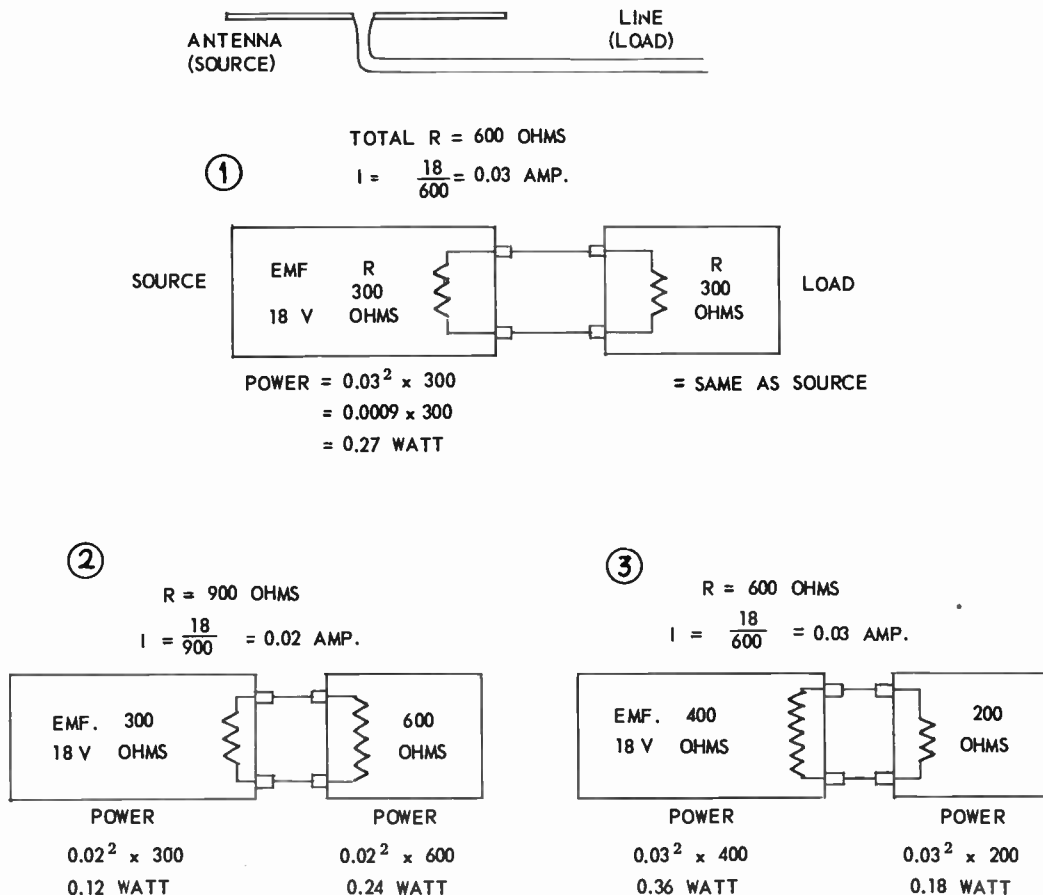 ANTENNA
(SOURCE)
LINE
(LOAD)
1
TOTAL R = 600 OHMS
I = 18/600 = 0.03 AMP.
SOURCE
EMF R
300
18 V OHMS
R
300
OHMS
LOAD
POWER = 0.03² x 300
= 0.0009 x 300
= 0.27 WATT
= SAME AS SOURCE
2
R = 900 OHMS
I = 18/900 = 0.02 AMP.
EMF. 300
18 V OHMS
600
OHMS
POWER
0.02² x 300
0.12 WATT
POWER
0.02² x 600
0.24 WATT
3
R = 600 OHMS
I = 18/600 = 0.03 AMP.
EMF. 400
18 V OHMS
200
OHMS
POWER
0.03² x 400
0.36 WATT
POWER
0.03² x 200
0.18 WATT